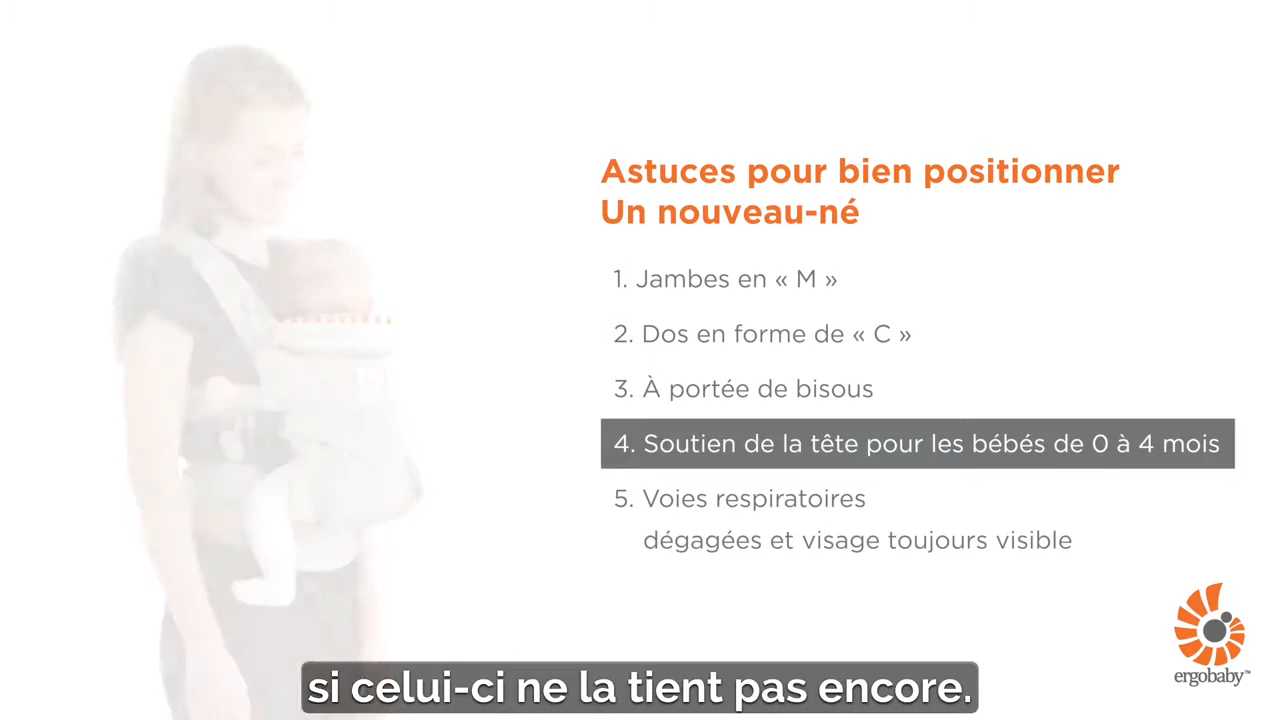 Astuces pour bien positionner
Un nouveau-né
1. Jambes en « M »
2. Dos en forme de « C »
3. À portée de bisous
4. Soutien de la tête pour les bébés de 0 à 4 mois
5. Voies respiratoires
dégagées et visage toujours visible
ergobaby™
si celui-ci ne la tient pas encore.